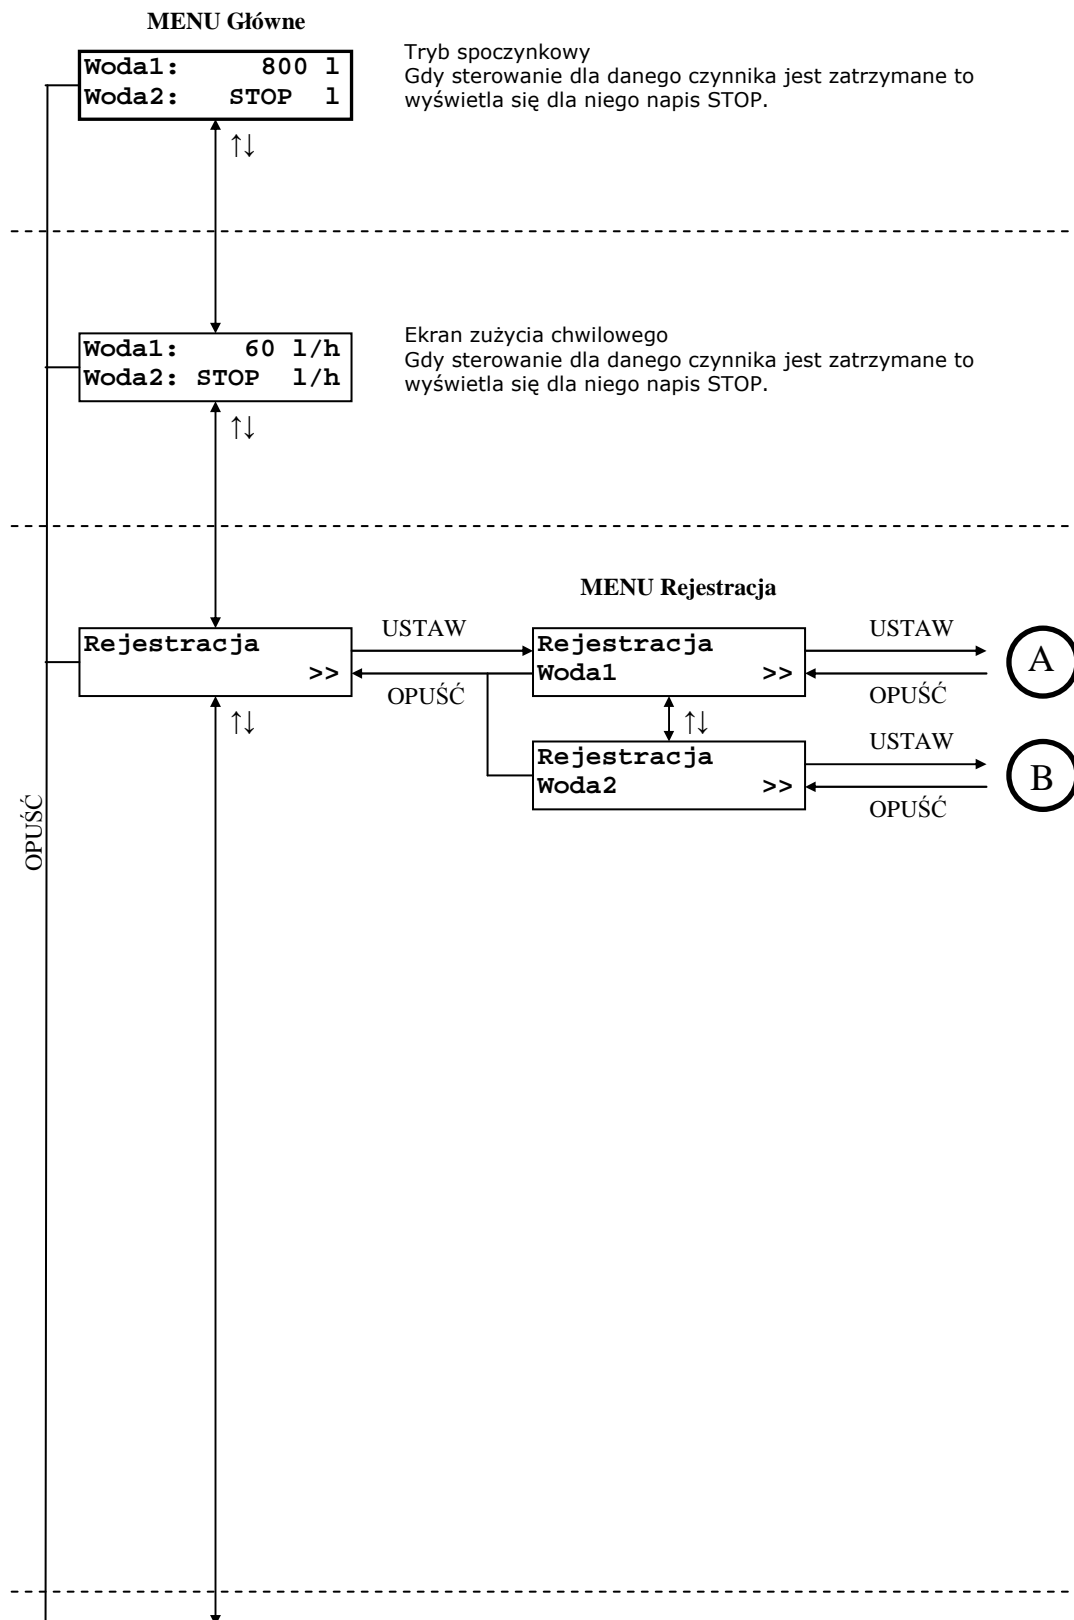 MENU Główne
Woda1: 800 l
Woda2: STOP l
Tryb spoczynkowy
Gdy sterowanie dla danego czynnika jest zatrzymane to
wyświetla się dla niego napis STOP.
↑↓
Woda1: 60 l/h
Woda2: STOP l/h
Ekran zużycia chwilowego
Gdy sterowanie dla danego czynnika jest zatrzymane to
wyświetla się dla niego napis STOP.
↑↓
MENU Rejestracja
Rejestracja
>>
USTAW
OPUŚĆ
Rejestracja
Woda1 >>
USTAW
OPUŚĆ
A
↑↓
↑↓
Rejestracja
Woda2 >>
USTAW
OPUŚĆ
B
OPUŚĆ